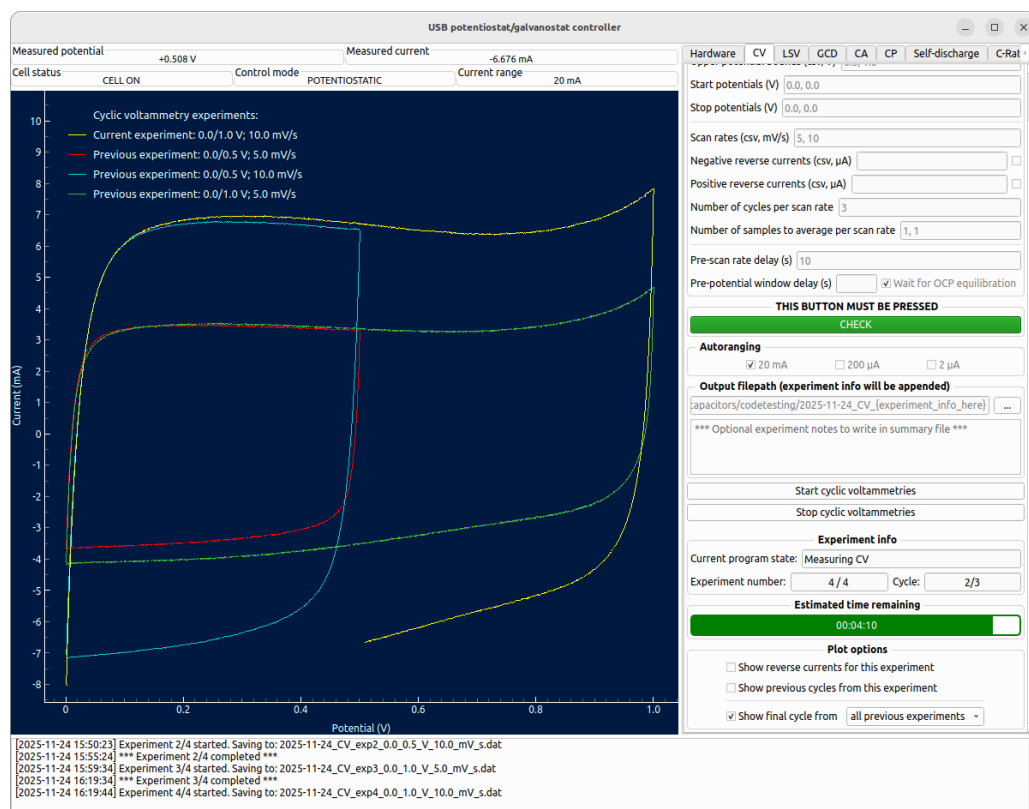 USB potentiostat/galvanostat controller
Measured potential
+0.508 V
Measured current
-6.676 mA
Cell status
CELL ON
Control mode
POTENTIOSTATIC
Current range
20 mA
Cyclic voltammetry experiments:
Current experiment: 0.0/1.0 V; 10.0 mV/s
Previous experiment: 0.0/0.5 V; 5.0 mV/s
Previous experiment: 0.0/0.5 V; 10.0 mV/s
Previous experiment: 0.0/1.0 V; 5.0 mV/s
Current (mA)
10
9
8
7
6
5
4
3
2
1
0
-1
-2
-3
-4
-5
-6
-7
-8
0
0.2
0.4
0.6
0.8
1.0
Potential (V)
Hardware CV LSV GCD CA CP Self-discharge C-Rat
Start potentials (V) 0.0, 0.0
Stop potentials (V) 0.0, 0.0
Scan rates (csv, mV/s) 5, 10
Negative reverse currents (csv, µA)
Positive reverse currents (csv, µA)
Number of cycles per scan rate 3
Number of samples to average per scan rate 1, 1
Pre-scan rate delay (s) 10
Pre-potential window delay (s) Wait for OCP equilibration
THIS BUTTON MUST BE PRESSED
CHECK
Autoranging
20 mA 200 µA 2 µA
Output filepath (experiment info will be appended)
:apacitors/codetesting/2025-11-24_CV_{experiment_info_here} ...
*** Optional experiment notes to write in summary file ***
Start cyclic voltammetries
Stop cyclic voltammetries
Experiment info
Current program state: Measuring CV
Experiment number: 4 / 4 Cycle: 2/3
Estimated time remaining
00:04:10
Plot options
Show reverse currents for this experiment
Show previous cycles from this experiment
Show final cycle from all previous experiments
[2025-11-24 15:50:23] Experiment 2/4 started. Saving to: 2025-11-24_CV_exp2_0.0_0.5_V_10.0_mV_s.dat
[2025-11-24 15:55:24] *** Experiment 2/4 completed ***
[2025-11-24 15:59:34] Experiment 3/4 started. Saving to: 2025-11-24_CV_exp3_0.0_1.0_V_5.0_mV_s.dat
[2025-11-24 16:19:34] *** Experiment 3/4 completed ***
[2025-11-24 16:19:44] Experiment 4/4 started. Saving to: 2025-11-24_CV_exp4_0.0_1.0_V_10.0_mV_s.dat